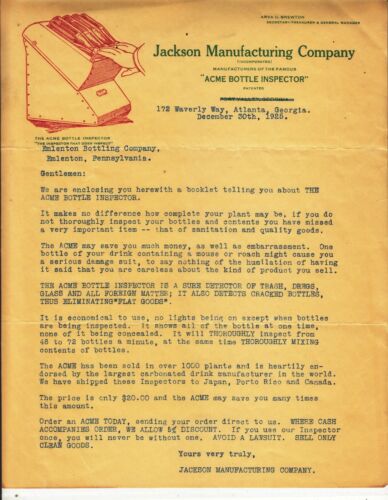 ARVA C. BREWTON
SECRETARY-TREASURER & GENERAL MANAGER
Jackson Manufacturing Company
(INCORPORATED)
MANUFACTURERS OF THE FAMOUS
"ACME BOTTLE INSPECTOR"
PATENTED
FORT VALLEY, GEORGIA
172 Waverly Way, Atlanta, Georgia.
December 30th, 1925.
THE ACME BOTTLE INSPECTOR
"THE INSPECTOR THAT DOES INSPECT"
Emlenton Bottling Company,
Emlenton, Pennsylvania.
Gentlemen:
We are enclosing you herewith a booklet telling you about THE
ACME BOTTLE INSPECTOR.
It makes no difference how complete your plant may be, if you do
not thoroughly inspect your bottles and contents you have missed
a very important item -- that of sanitation and quality goods.
The ACME may save you much money, as well as embarrassment. One
bottle of your drink containing a mouse or roach might cause you
a serious damage suit, to say nothing of the humilation of having
it said that you are careless about the kind of product you sell.
THE ACME BOTTLE INSPECTOR IS A SURE DETECTOR OF TRASH, DREGS,
GLASS AND ALL FOREIGN MATTER; IT ALSO DETECTS CRACKED BOTTLES,
THUS ELIMINATING"FLAT GOODS".
It is economical to use, no lights being on except when bottles
are being inspected. It shows all of the bottle at one time,
none of it being concealed. It will THOROUGHLY inspect from
48 to 72 bottles a minute, at the same time THOROUGHLY MIXING
contents of bottles.
The ACME has been sold in over 1000 plants and is heartily en-
dorsed by the largest carbonated drink manufacturer in the world.
We have shipped these Inspectors to Japan, Porto Rico and Canada.
The price is only $20.00 and the ACME may save you many times
this amount.
Order an ACME TODAY, sending your order direct to us. WHERE CASH
ACCOMPANIES ORDER, WE ALLOW 5% DISCOUNT. If you use our Inspector
once, you will never be without one. AVOID A LAWSUIT. SELL ONLY
CLEAN GOODS.
Yours very truly,
JACKSON MANUFACTURING COMPANY.